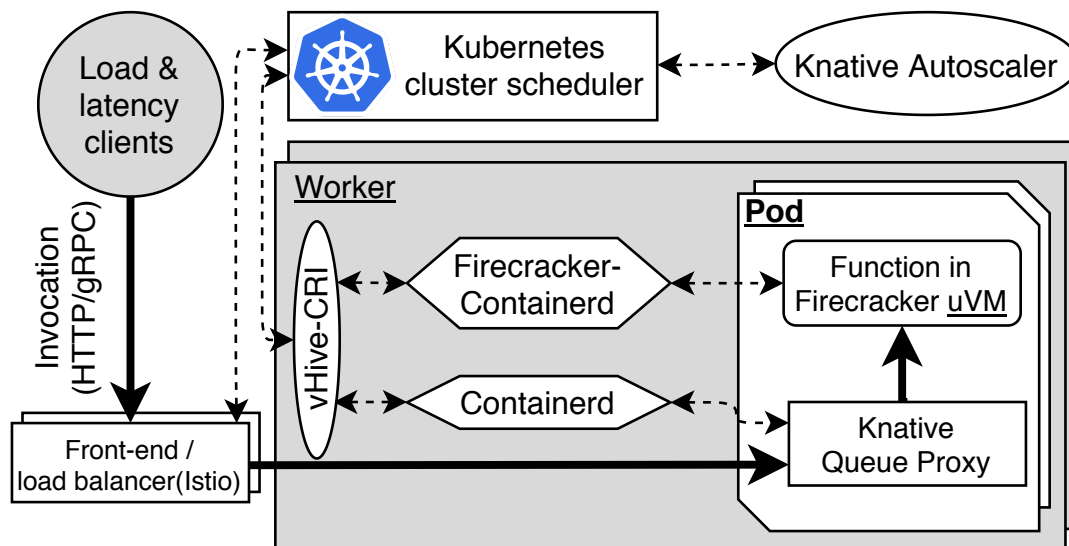 Load &
latency
clients
Kubernetes
cluster scheduler
Knative Autoscaler
Invocation
(HTTP/gRPC)
Worker
Pod
vHive-CRI
Firecracker-
Containerd
Function in
Firecracker uVM
Containerd
Knative
Queue Proxy
Front-end /
load balancer(Istio)